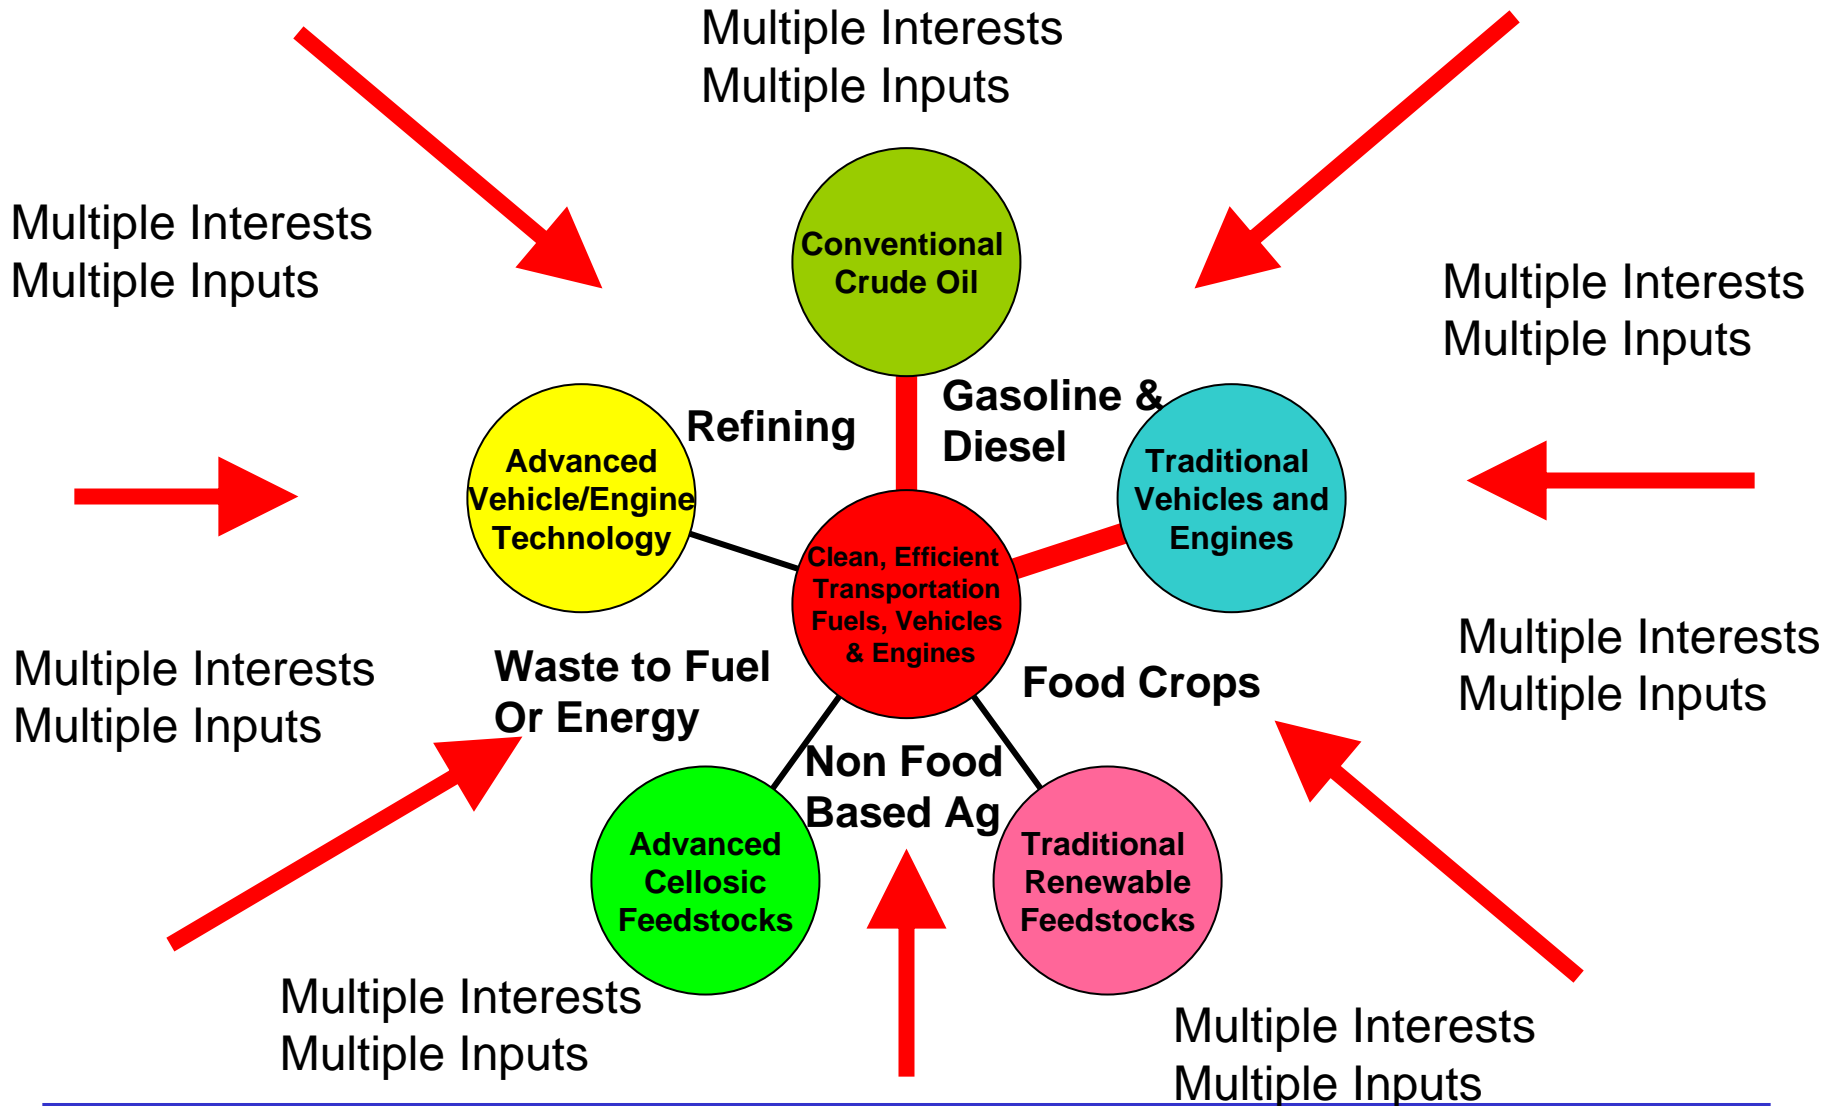 Multiple Interests
Multiple Inputs
Multiple Interests
Multiple Inputs
Conventional
Crude Oil
Multiple Interests
Multiple Inputs
Refining
Gasoline &
Diesel
Advanced
Vehicle/Engine
Technology
Traditional
Vehicles and
Engines
Clean, Efficient
Transportation
Fuels, Vehicles
& Engines
Multiple Interests
Multiple Inputs
Waste to Fuel
Or Energy
Food Crops
Multiple Interests
Multiple Inputs
Non Food
Based Ag
Advanced
Cellosic
Feedstocks
Traditional
Renewable
Feedstocks
Multiple Interests
Multiple Inputs
Multiple Interests
Multiple Inputs